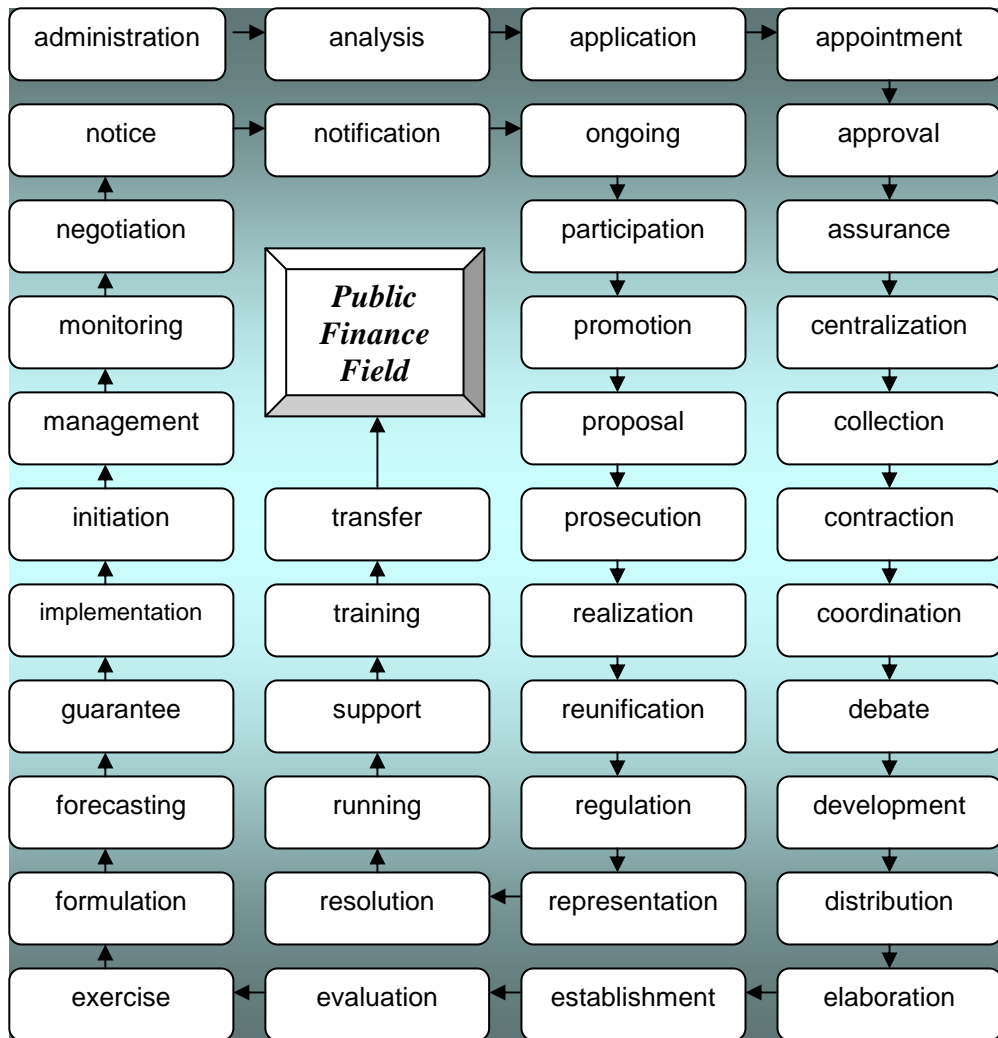 administration
analysis
application
appointment
notice
notification
ongoing
approval
negotiation
participation
assurance
Public
Finance
Field
monitoring
promotion
centralization
management
proposal
collection
initiation
transfer
prosecution
contraction
implementation
training
realization
coordination
guarantee
support
reunification
debate
forecasting
running
regulation
development
formulation
resolution
representation
distribution
exercise
evaluation
establishment
elaboration